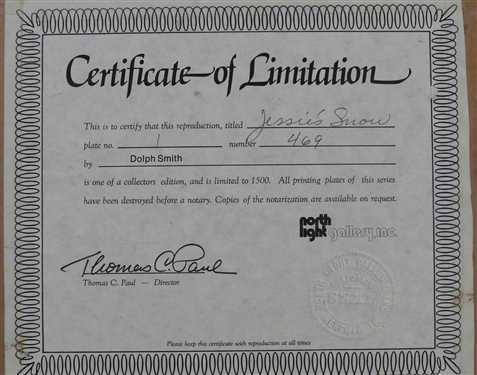 Certificate of Limitation
This is to certify that this reproduction, titled Jessie's Snow
plate no. 1 number 469
by Dolph Smith
is one of a collectors edition, and is limited to 1500. All printing plates of this series
have been destroyed before a notary. Copies of the notarization are available on request.
north
light gallery, inc.
Thomas C. Paul
Thomas C. Paul — Director
Please keep this certificate with reproduction at all times